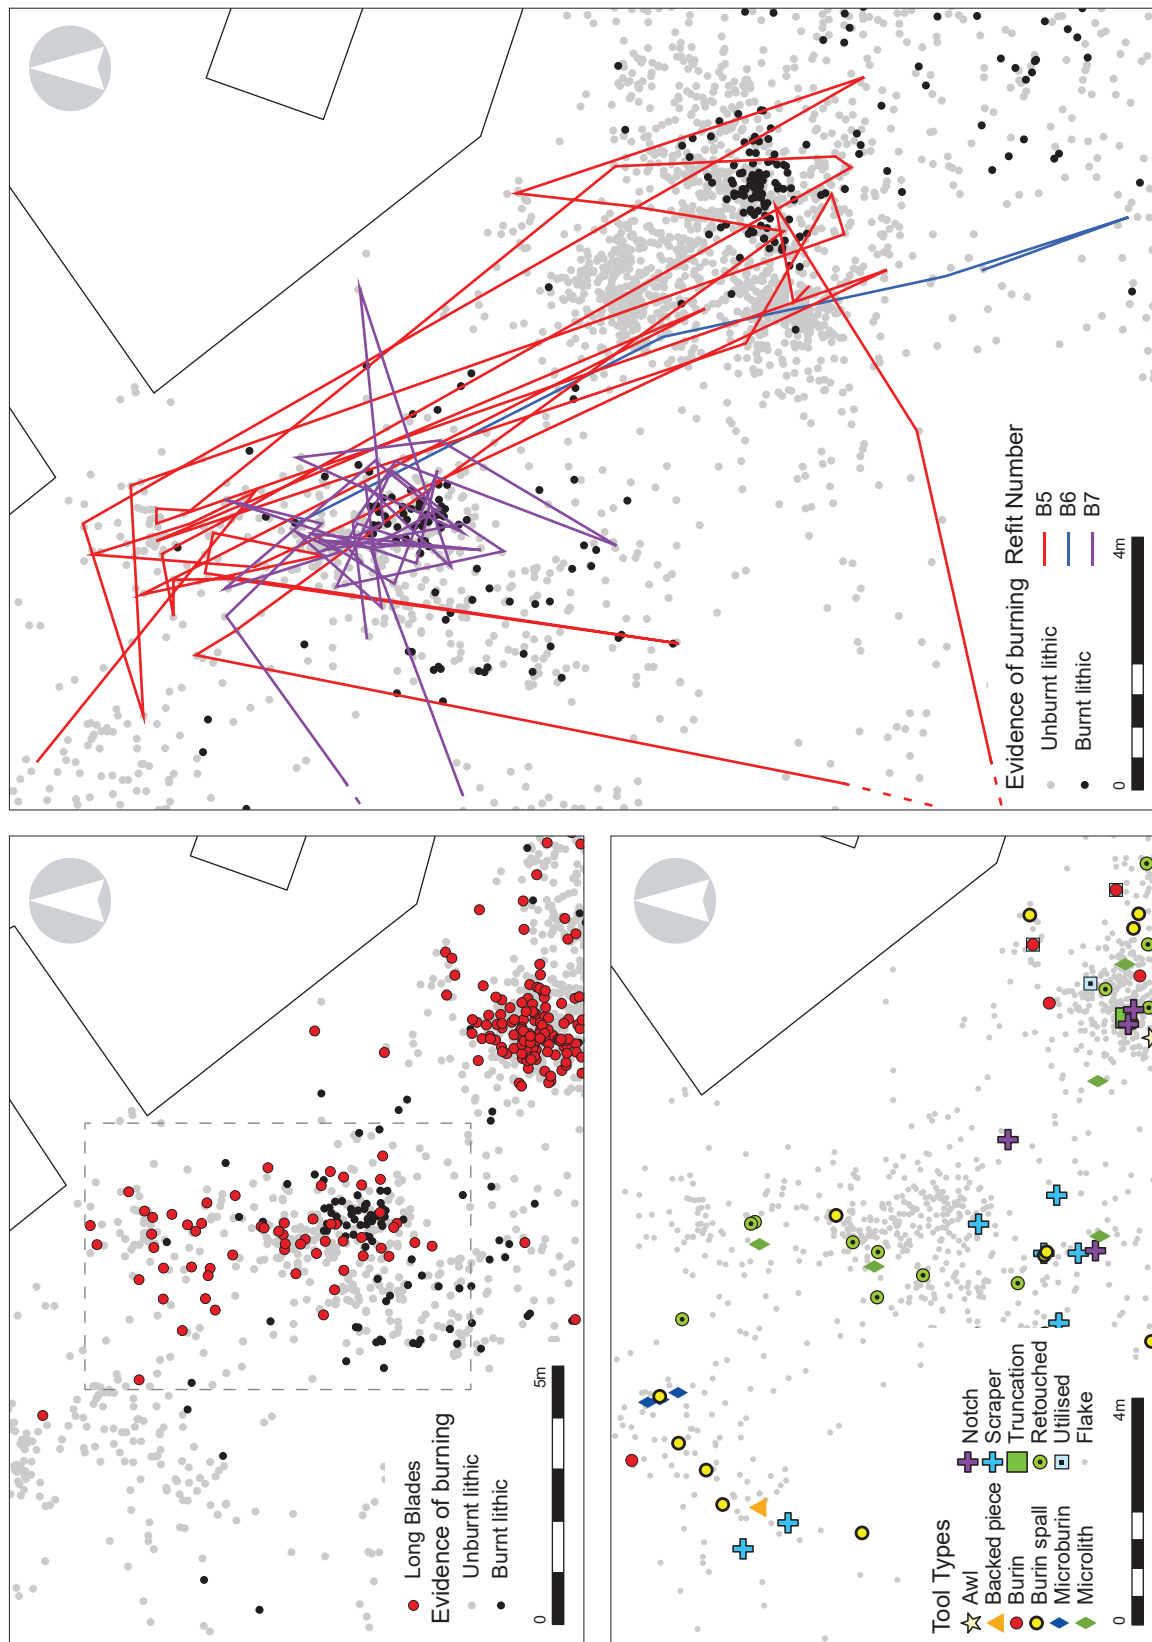 Long Blades
Evidence of burning
Unburnt lithic
Burnt lithic
0
5m
Tool Types
Awl
Backed piece
Burin
Burin spall
Microburin
Microlith
Notch
Scraper
Truncation
Retouched
Utilised
Flake
0
4m
Evidence of burning
Unburnt lithic
Burnt lithic
Refit Number
B5
B6
B7
0
4m